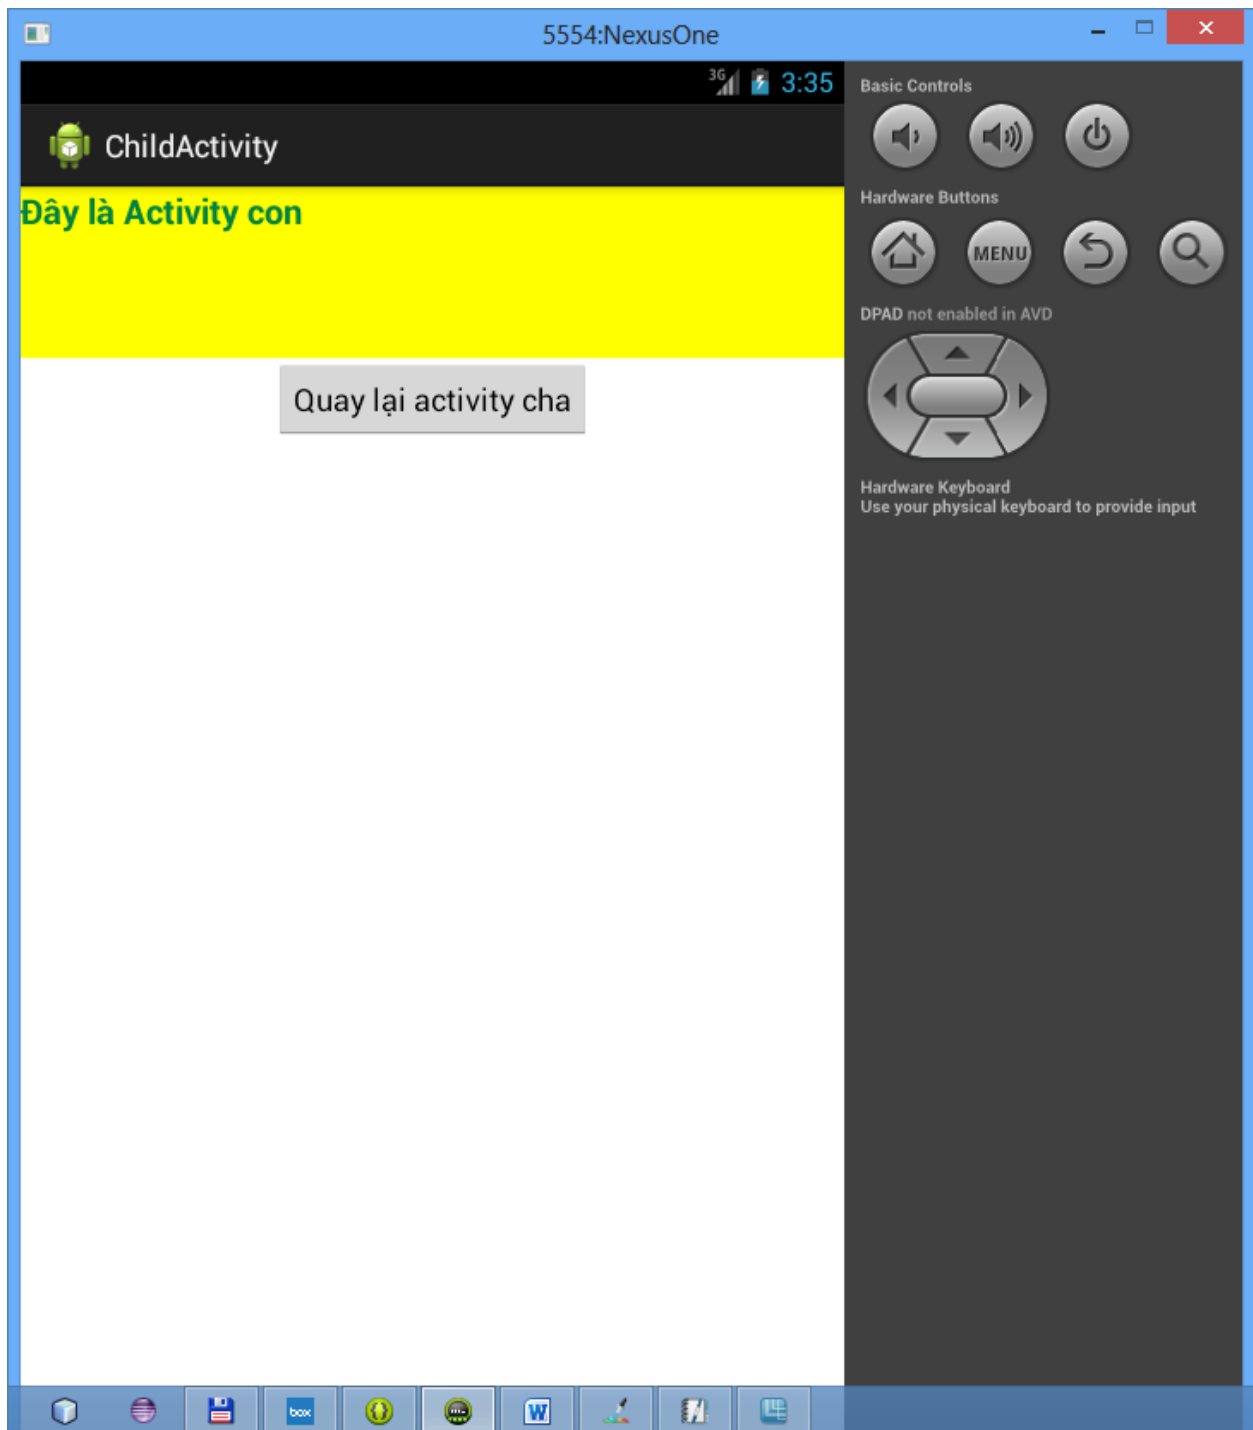 5554:NexusOne
3G 3:35
ChildActivity
Đây là Activity con
Quay lại activity cha
Basic Controls
Hardware Buttons
MENU
DPAD not enabled in AVD
Hardware Keyboard
Use your physical keyboard to provide input
box
W